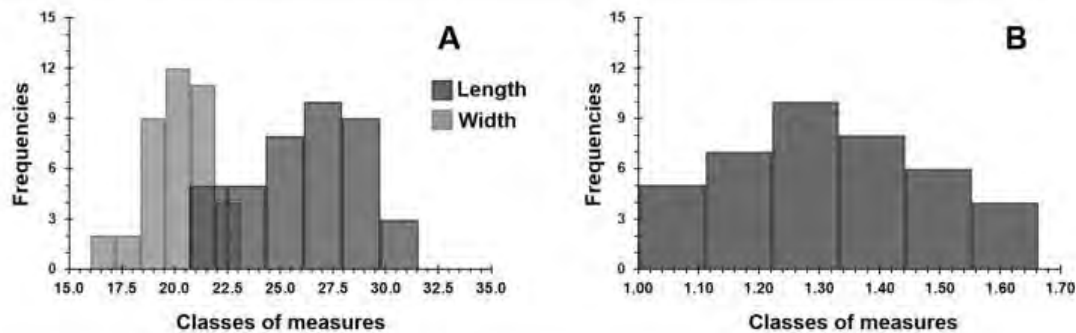 15
12
9
6
3
0
Frequencies
A
Length
Width
15.0 17.5 20.0 22.5 25.0 27.5 30.0 32.5 35.0
Classes of measures
15
12
9
6
3
0
Frequencies
B
1.00 1.10 1.20 1.30 1.40 1.50 1.60 1.70
Classes of measures